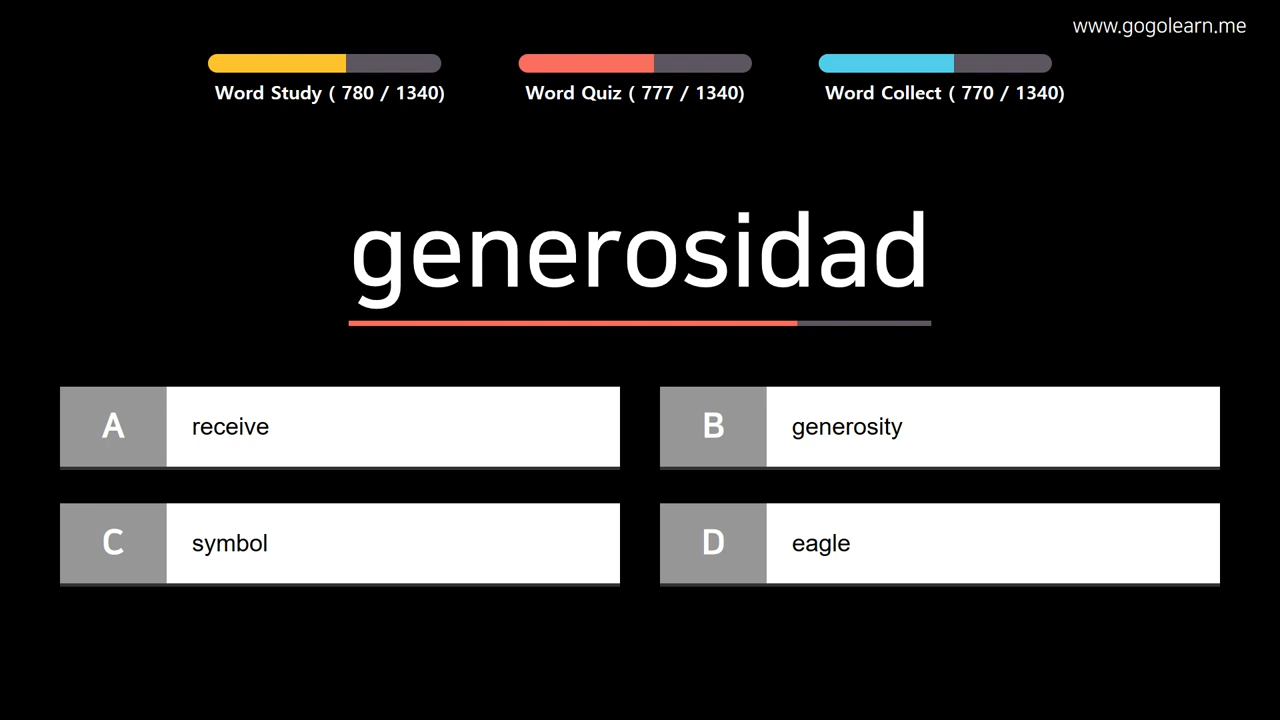 www.gogolearn.me
Word Study ( 780 / 1340)
Word Quiz ( 777 / 1340)
Word Collect ( 770 / 1340)
generosidad
A receive
B generosity
C symbol
D eagle